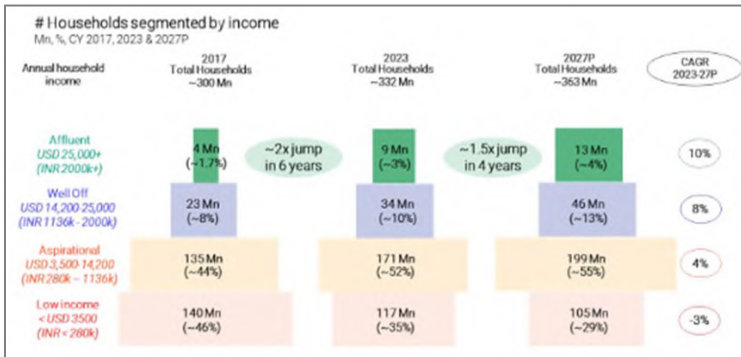 # Households segmented by income
Mn, %, CY 2017, 2023 & 2027P
Annual household
income
2017
Total Households
~300 Mn
2023
Total Households
~332 Mn
2027P
Total Households
~363 Mn
CAGR
2023-27P
Affluent
USD 25,000+
(INR 2000k+)
4 Mn
(~1.7%)
~2x jump
in 6 years
9 Mn
(~3%)
~1.5x jump
in 4 years
13 Mn
(~4%)
10%
Well Off
USD 14,200-25,000
(INR 1136k - 2000k)
23 Mn
(~8%)
34 Mn
(~10%)
46 Mn
(~13%)
8%
Aspirational
USD 3,500-14,200
(INR 280k – 1136k)
135 Mn
(~44%)
171 Mn
(~52%)
199 Mn
(~55%)
4%
Low income
< USD 3500
(INR < 280k)
140 Mn
(~46%)
117 Mn
(~35%)
105 Mn
(~29%)
-3%